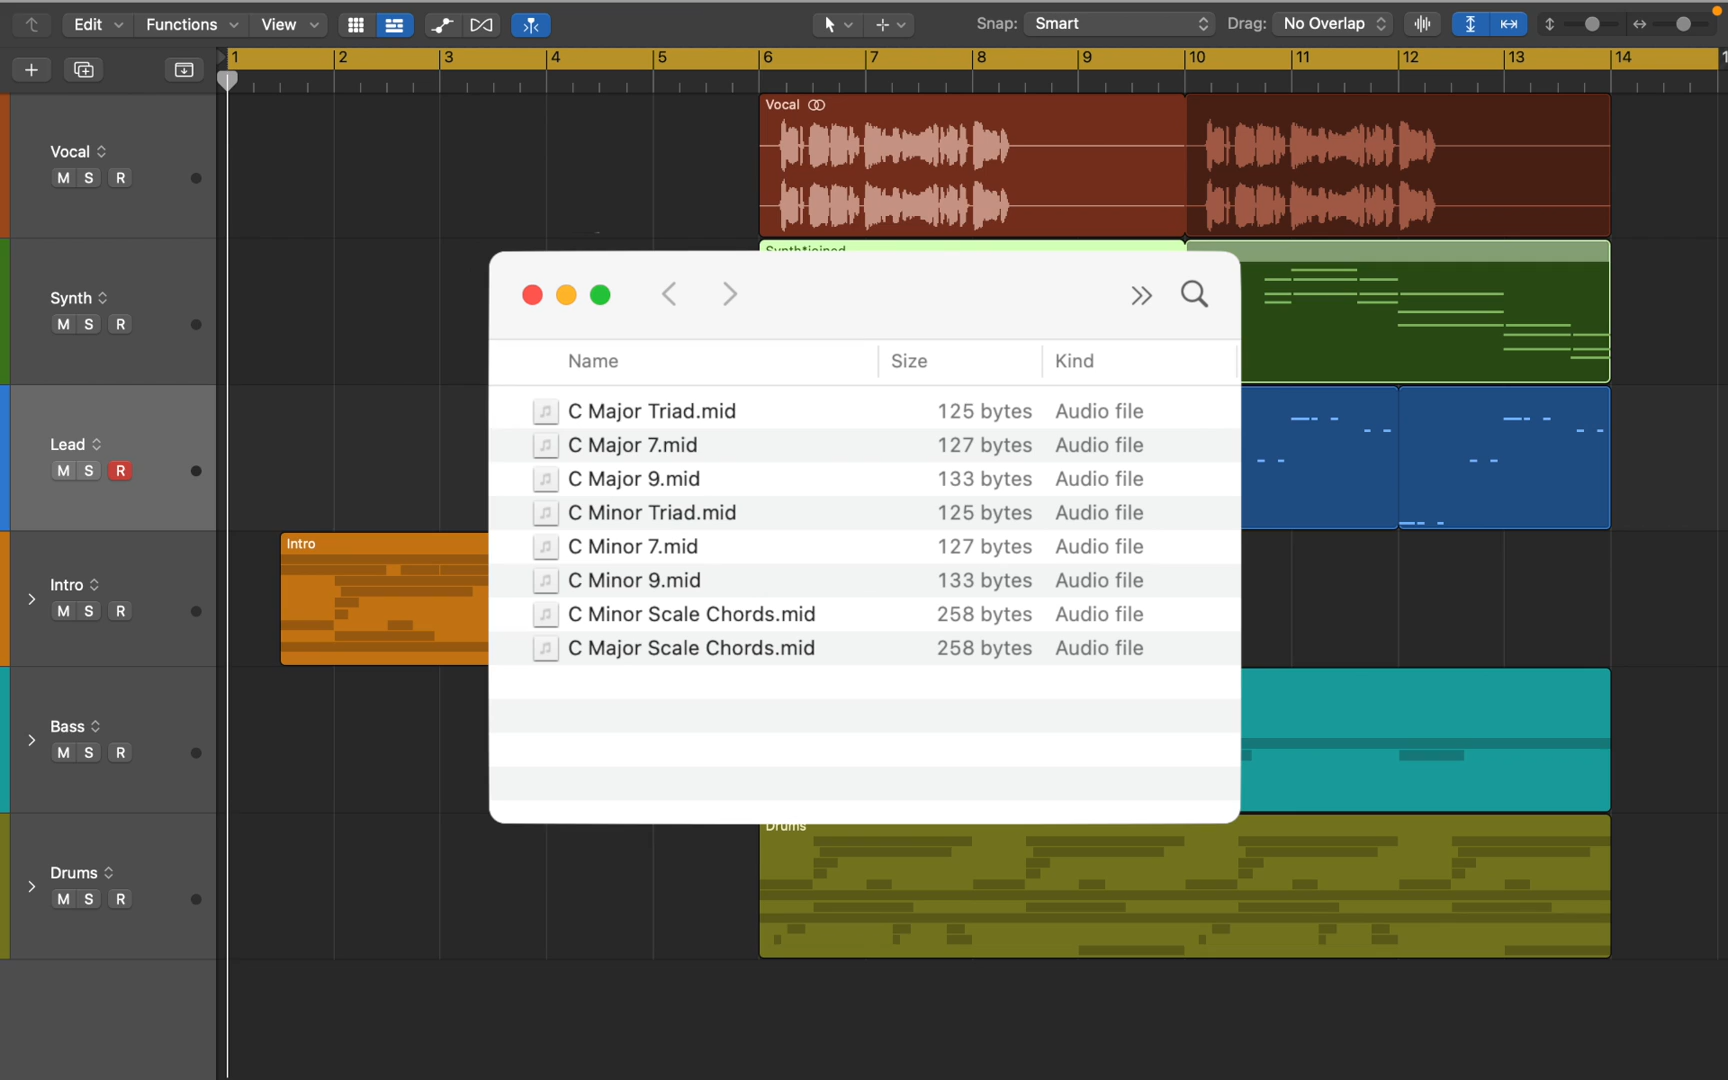 Edit Functions View Snap: Smart Drag: No Overlap
1 2 3 4 5 6 7 8 9 10 11 12 13 14
Vocal
Vocal
M S R
Synth*joined
Synth
M S R
Name Size Kind
C Major Triad.mid 125 bytes Audio file
C Major 7.mid 127 bytes Audio file
Lead
M S R
C Major 9.mid 133 bytes Audio file
C Minor Triad.mid 125 bytes Audio file
Intro
C Minor 7.mid 127 bytes Audio file
Intro
C Minor 9.mid 133 bytes Audio file
M S R
C Minor Scale Chords.mid 258 bytes Audio file
C Major Scale Chords.mid 258 bytes Audio file
Bass
M S R
Drums
Drums
M S R